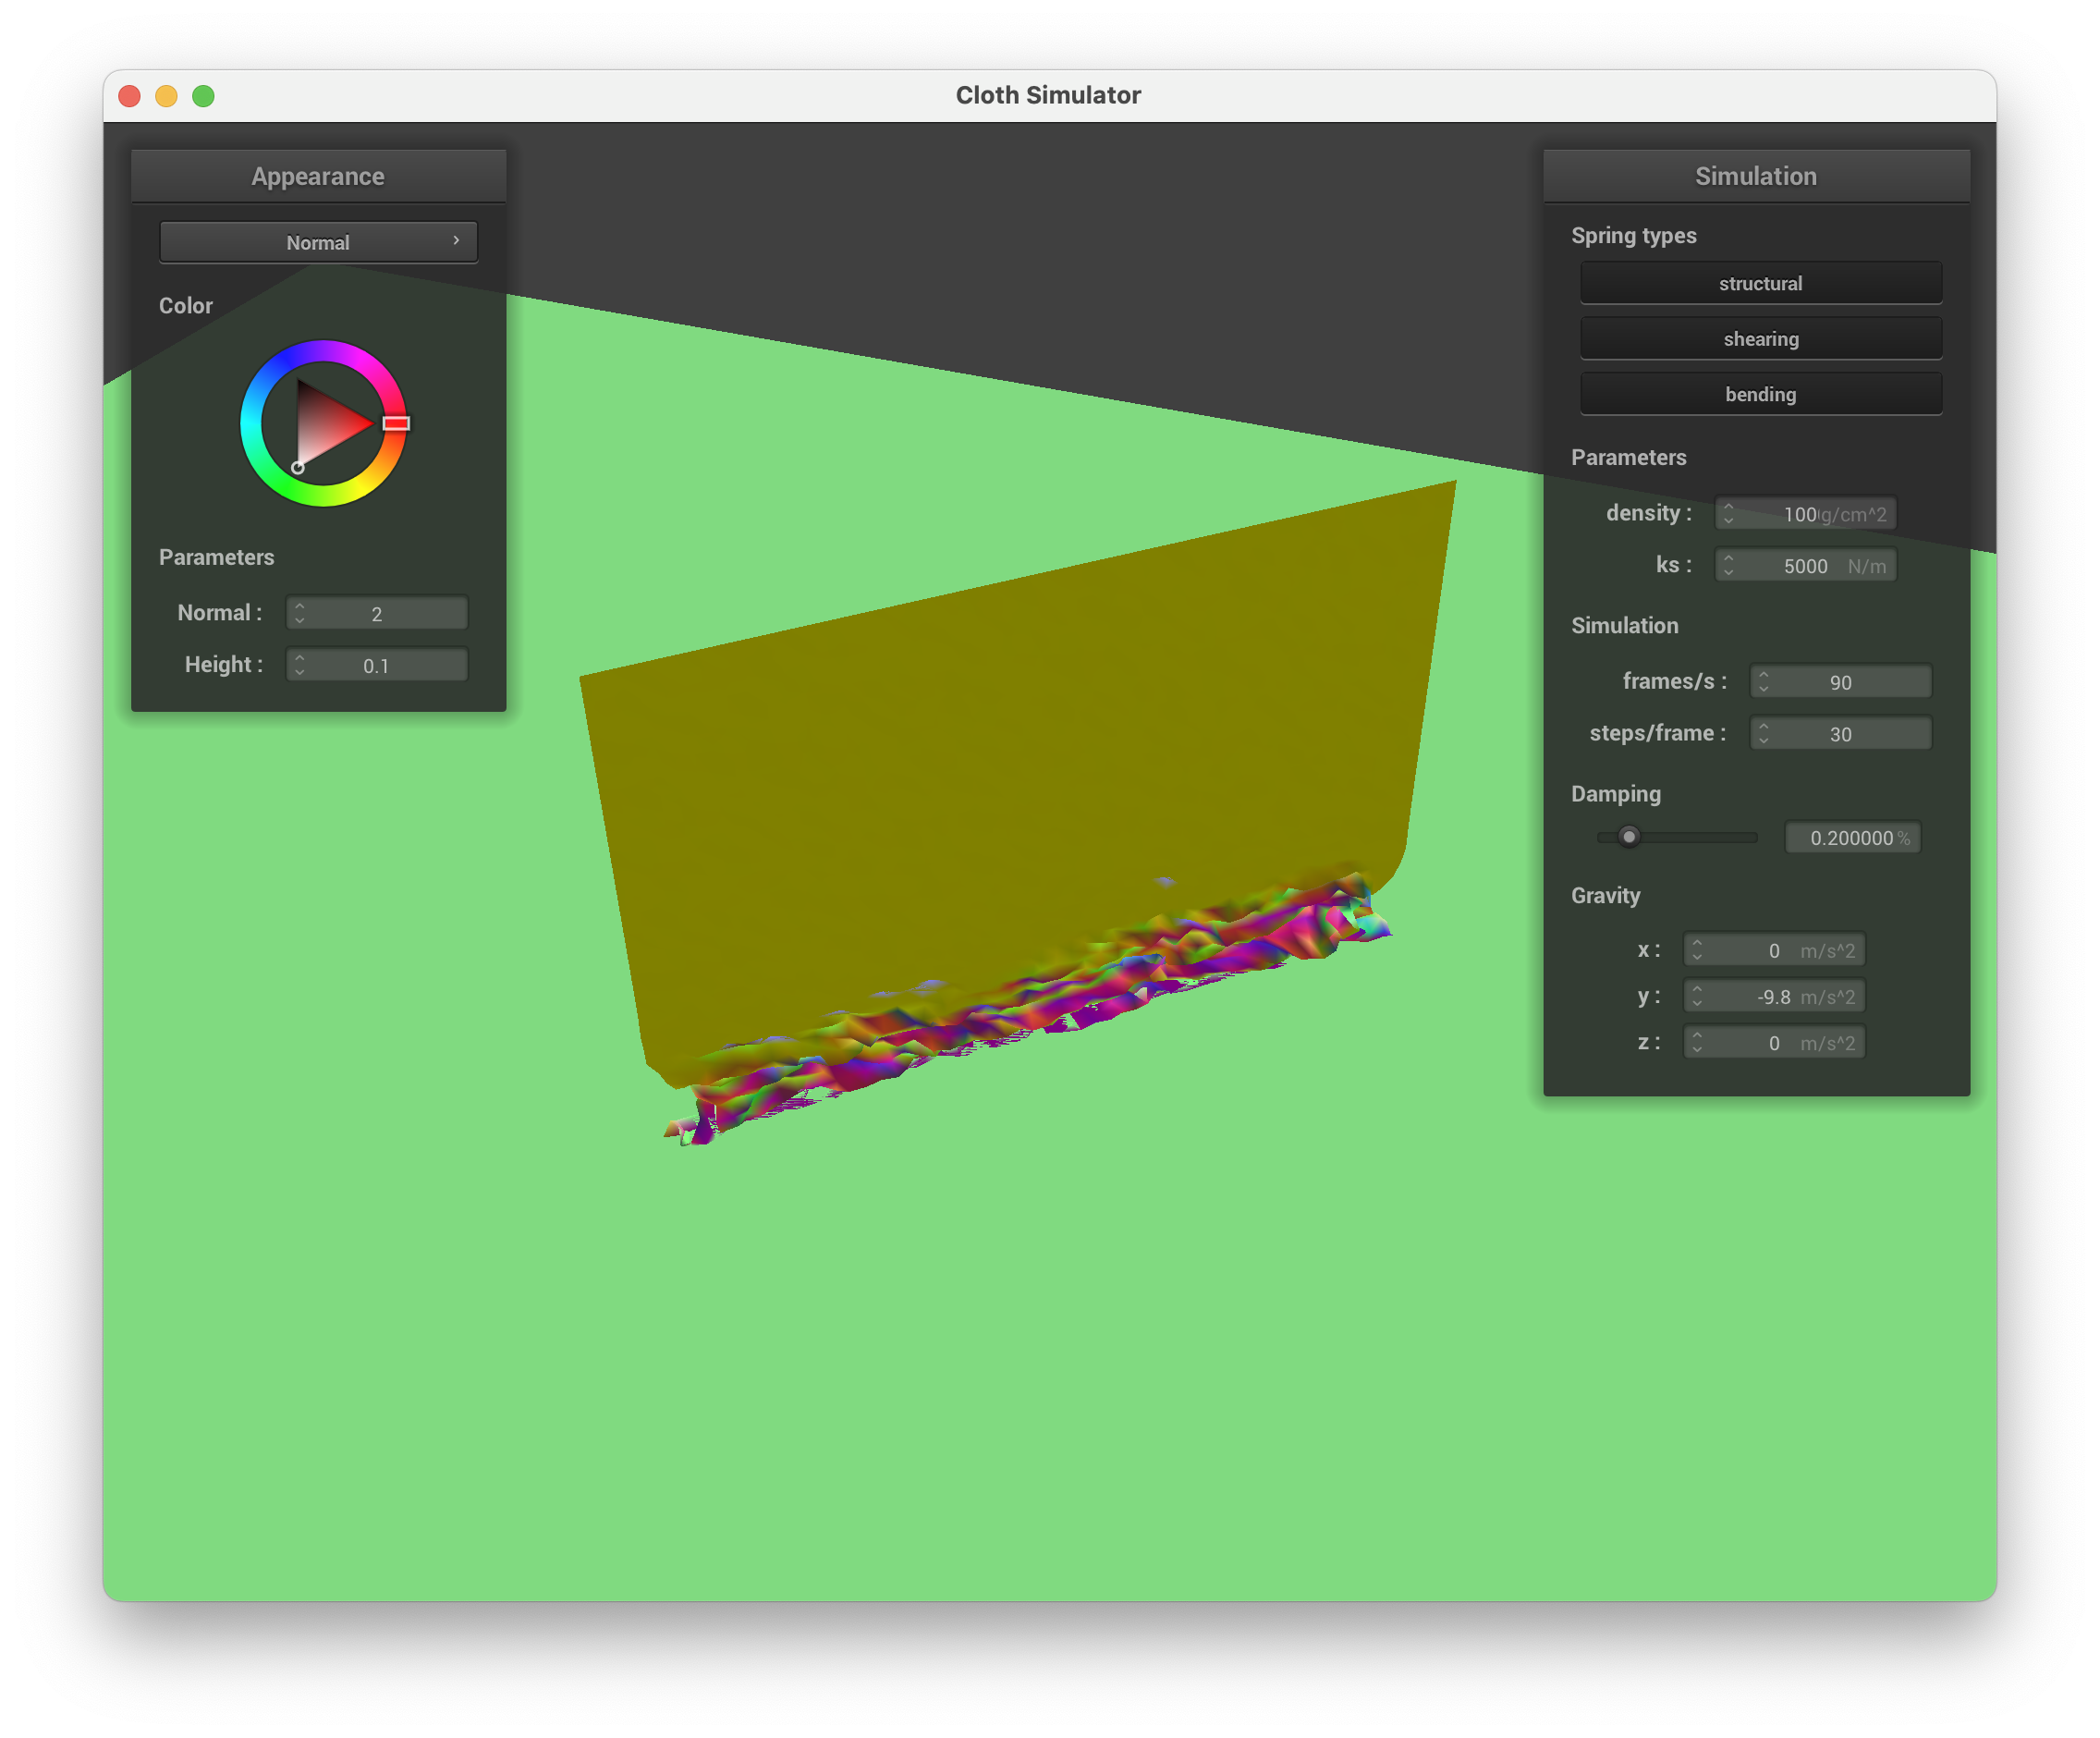 Cloth Simulator
Appearance
Normal
Color
Parameters
Normal :
2
Height :
0.1
Simulation
Spring types
structural
shearing
bending
Parameters
density :
100 g/cm^2
ks :
5000 N/m
Simulation
frames/s :
90
steps/frame :
30
Damping
0.200000 %
Gravity
x :
0 m/s^2
y :
-9.8 m/s^2
z :
0 m/s^2